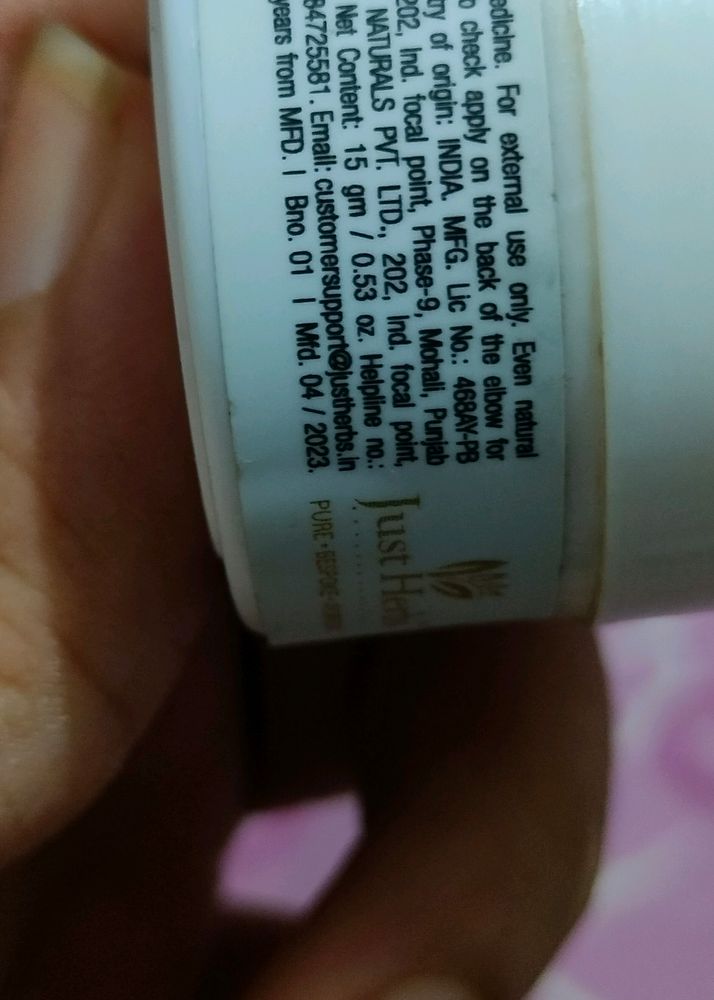 edicine. For external use only. Even natural
o check apply on the back of the elbow for
try of origin: INDIA. MFG. Lic No.: 468AY-PB
202, Ind. focal point, Phase-9, Mohali, Punjab
NATURALS PVT. LTD., 202, Ind. focal point,
Net Content: 15 gm / 0.53 oz. Helpline no.:
84725581. Email: customersupport@justherbs.in
years from MFD. | Bno. 01 | Mfd. 04 / 2023.
Just Herb
PURE • BESPOKE •